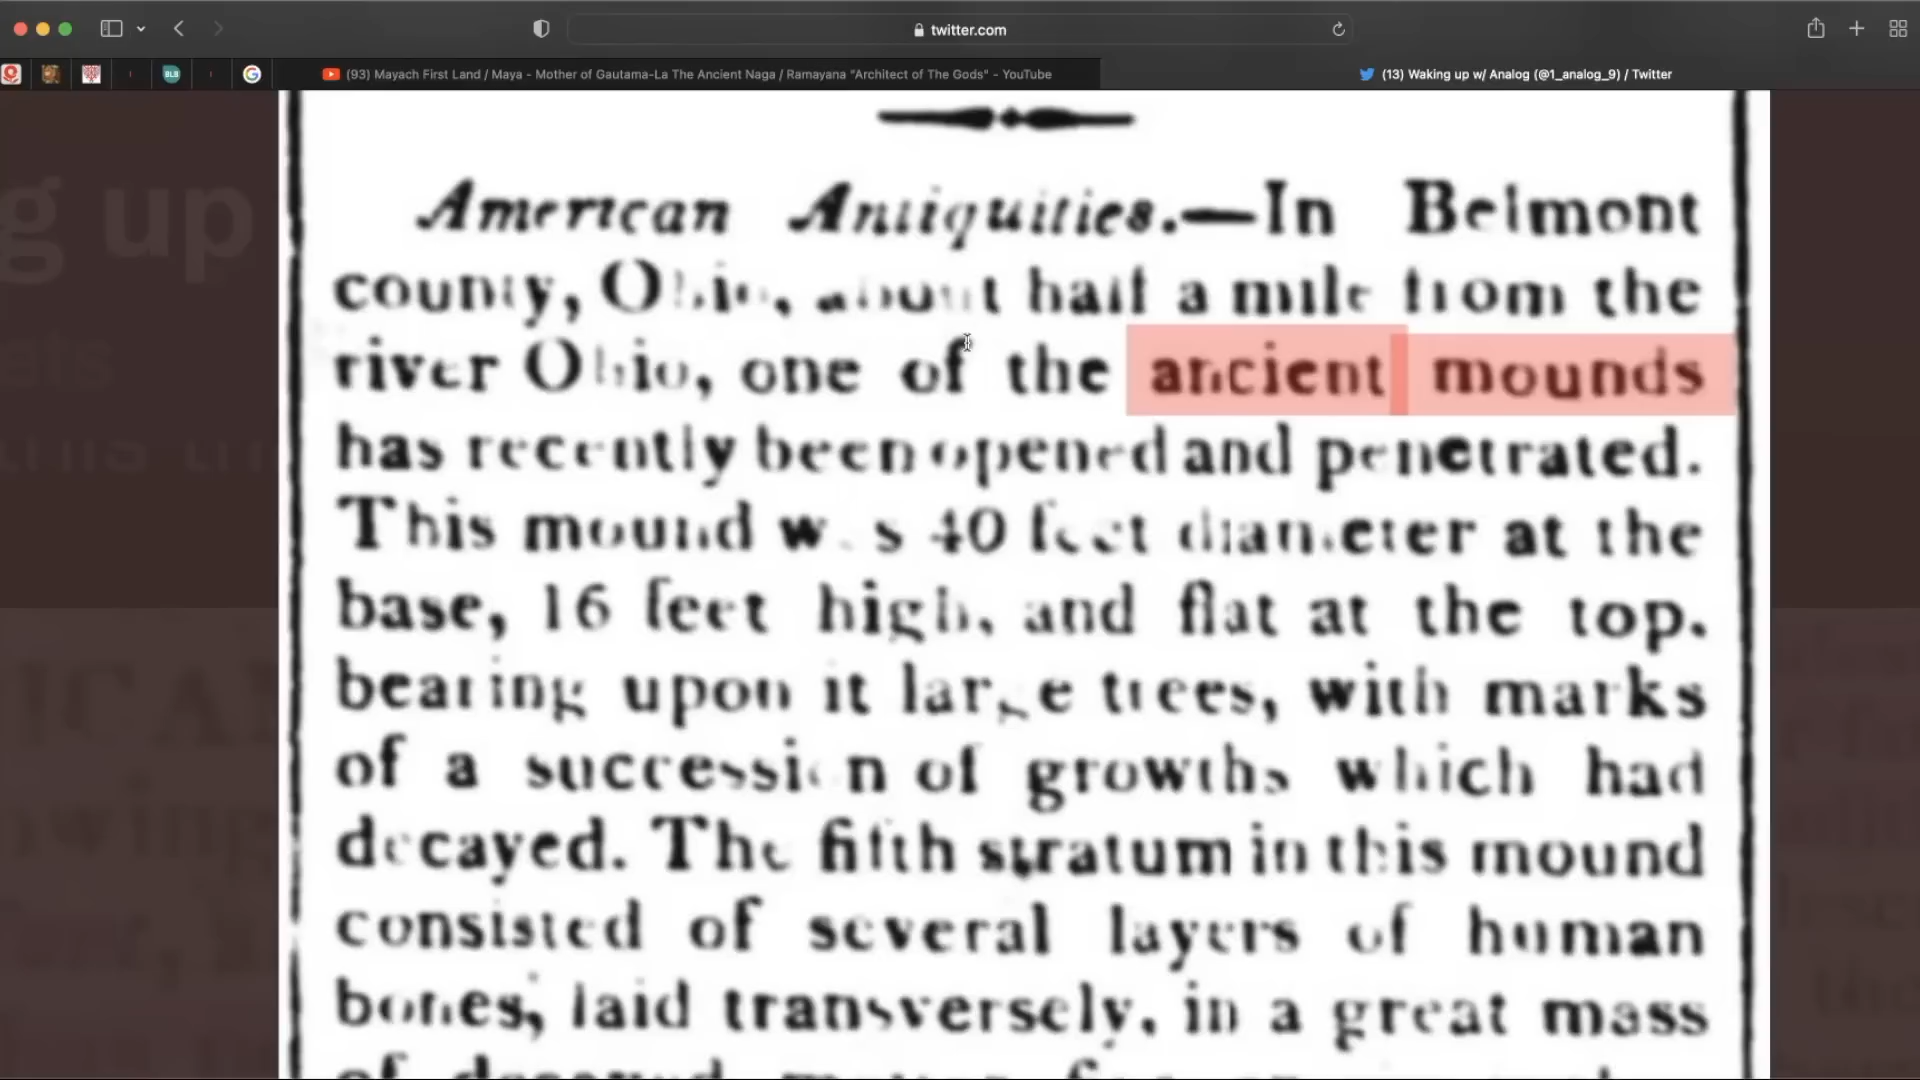 twitter.com
BLB
(93) Mayach First Land / Maya - Mother of Gautama-La The Ancient Naga / Ramayana "Architect of The Gods" - YouTube
(13) Waking up w/ Analog (@1_analog_9) / Twitter
g up
American Antiquities.—In Belmont
county, Ohio, about half a mile from the
river Ohio, one of the ancient mounds
has recently been opened and penetrated.
This mound was 40 feet diameter at the
base, 16 feet high, and flat at the top,
bearing upon it large trees, with marks
of a succession of growths which had
decayed. The fifth stratum in this mound
consisted of several layers of human
bones, laid transversely, in a great mass
of decayed